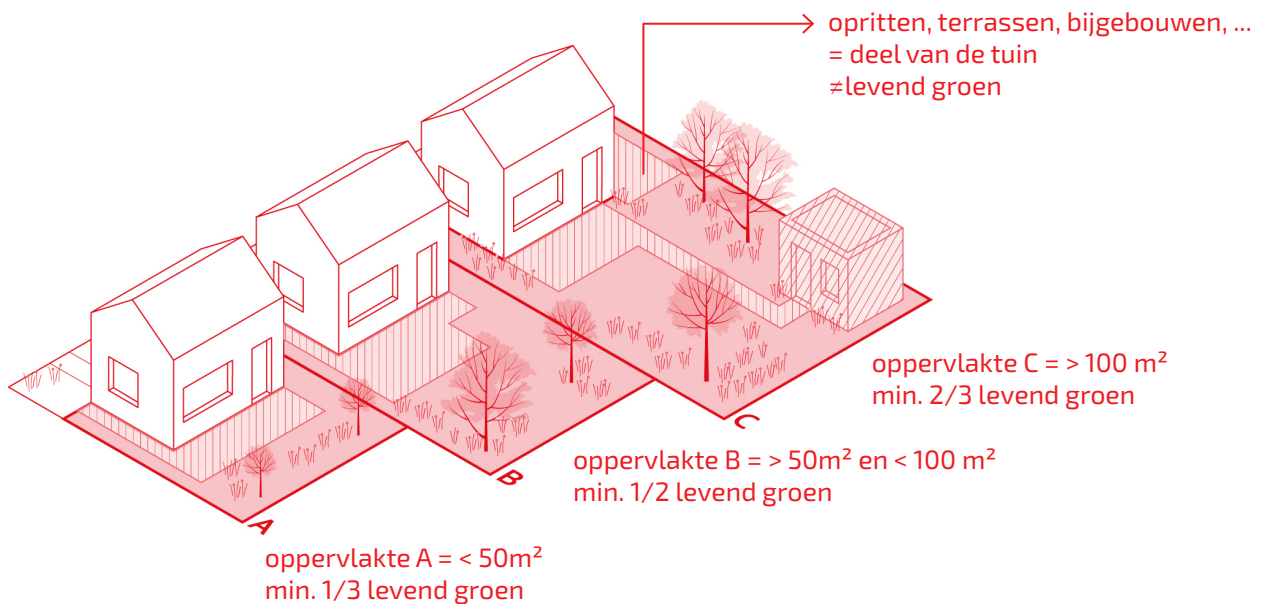 opritten, terrassen, bijgebouwen, ...
= deel van de tuin
≠levend groen
oppervlakte C = > 100 m²
min. 2/3 levend groen
C
oppervlakte B = > 50m² en < 100 m²
min. 1/2 levend groen
B
A
oppervlakte A = < 50m²
min. 1/3 levend groen